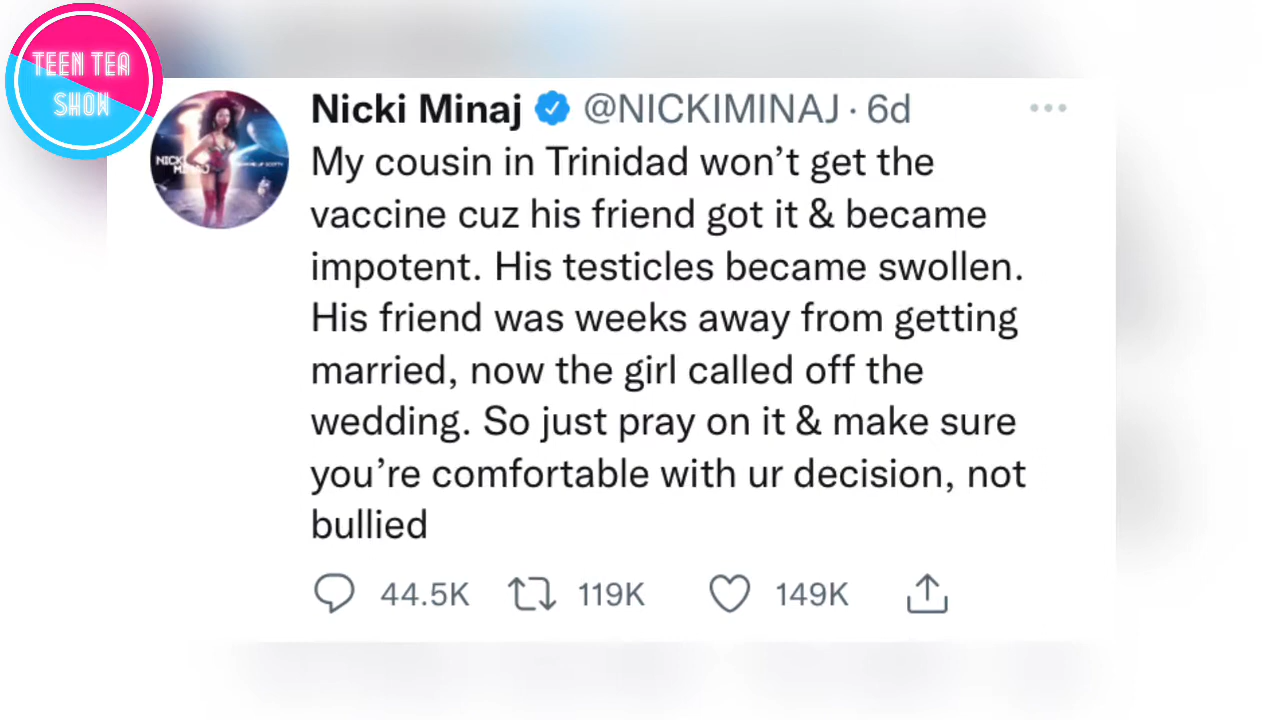 TEEN TEA
SHOW
Nicki Minaj @NICKIMINAJ · 6d
My cousin in Trinidad won’t get the
vaccine cuz his friend got it & became
impotent. His testicles became swollen.
His friend was weeks away from getting
married, now the girl called off the
wedding. So just pray on it & make sure
you’re comfortable with ur decision, not
bullied
44.5K 119K 149K
NICKI
MINAJ